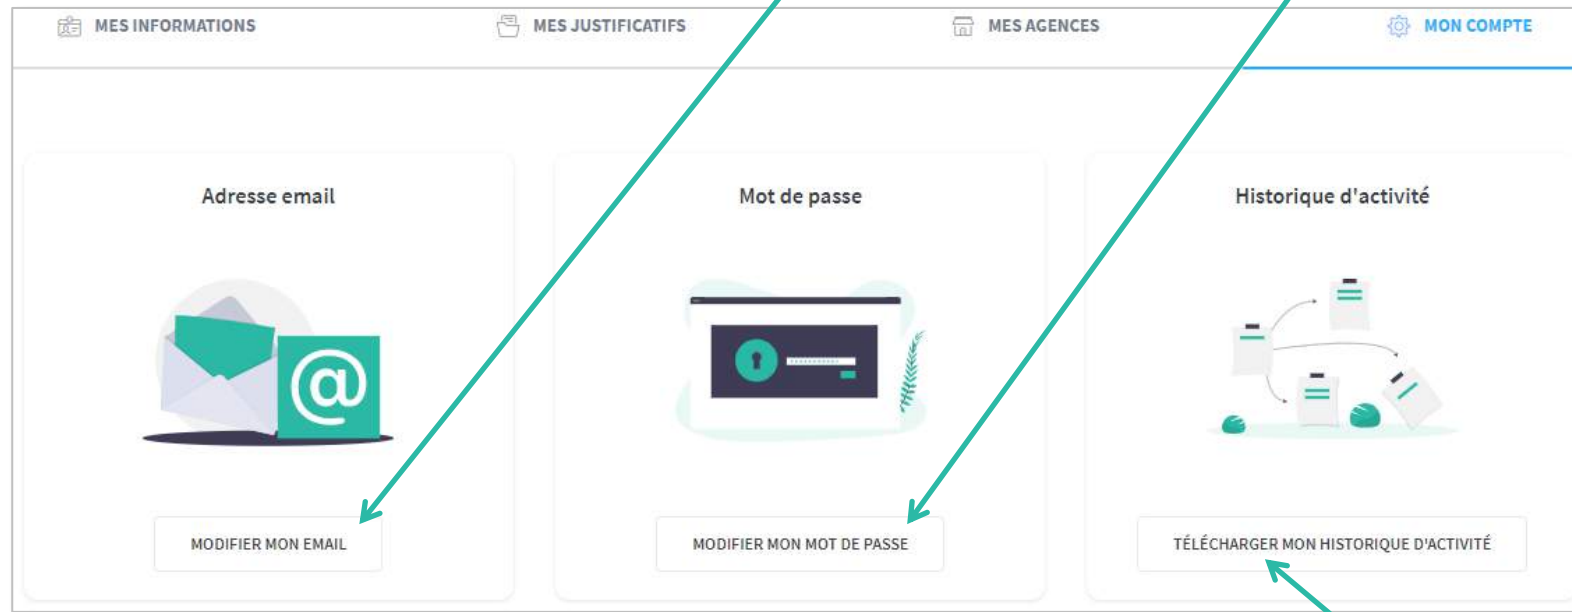 MES INFORMATIONS
MES JUSTIFICATIFS
MES AGENCES
MON COMPTE
Adresse email
Mot de passe
Historique d'activité
@
MODIFIER MON EMAIL
MODIFIER MON MOT DE PASSE
TÉLÉCHARGER MON HISTORIQUE D'ACTIVITÉ